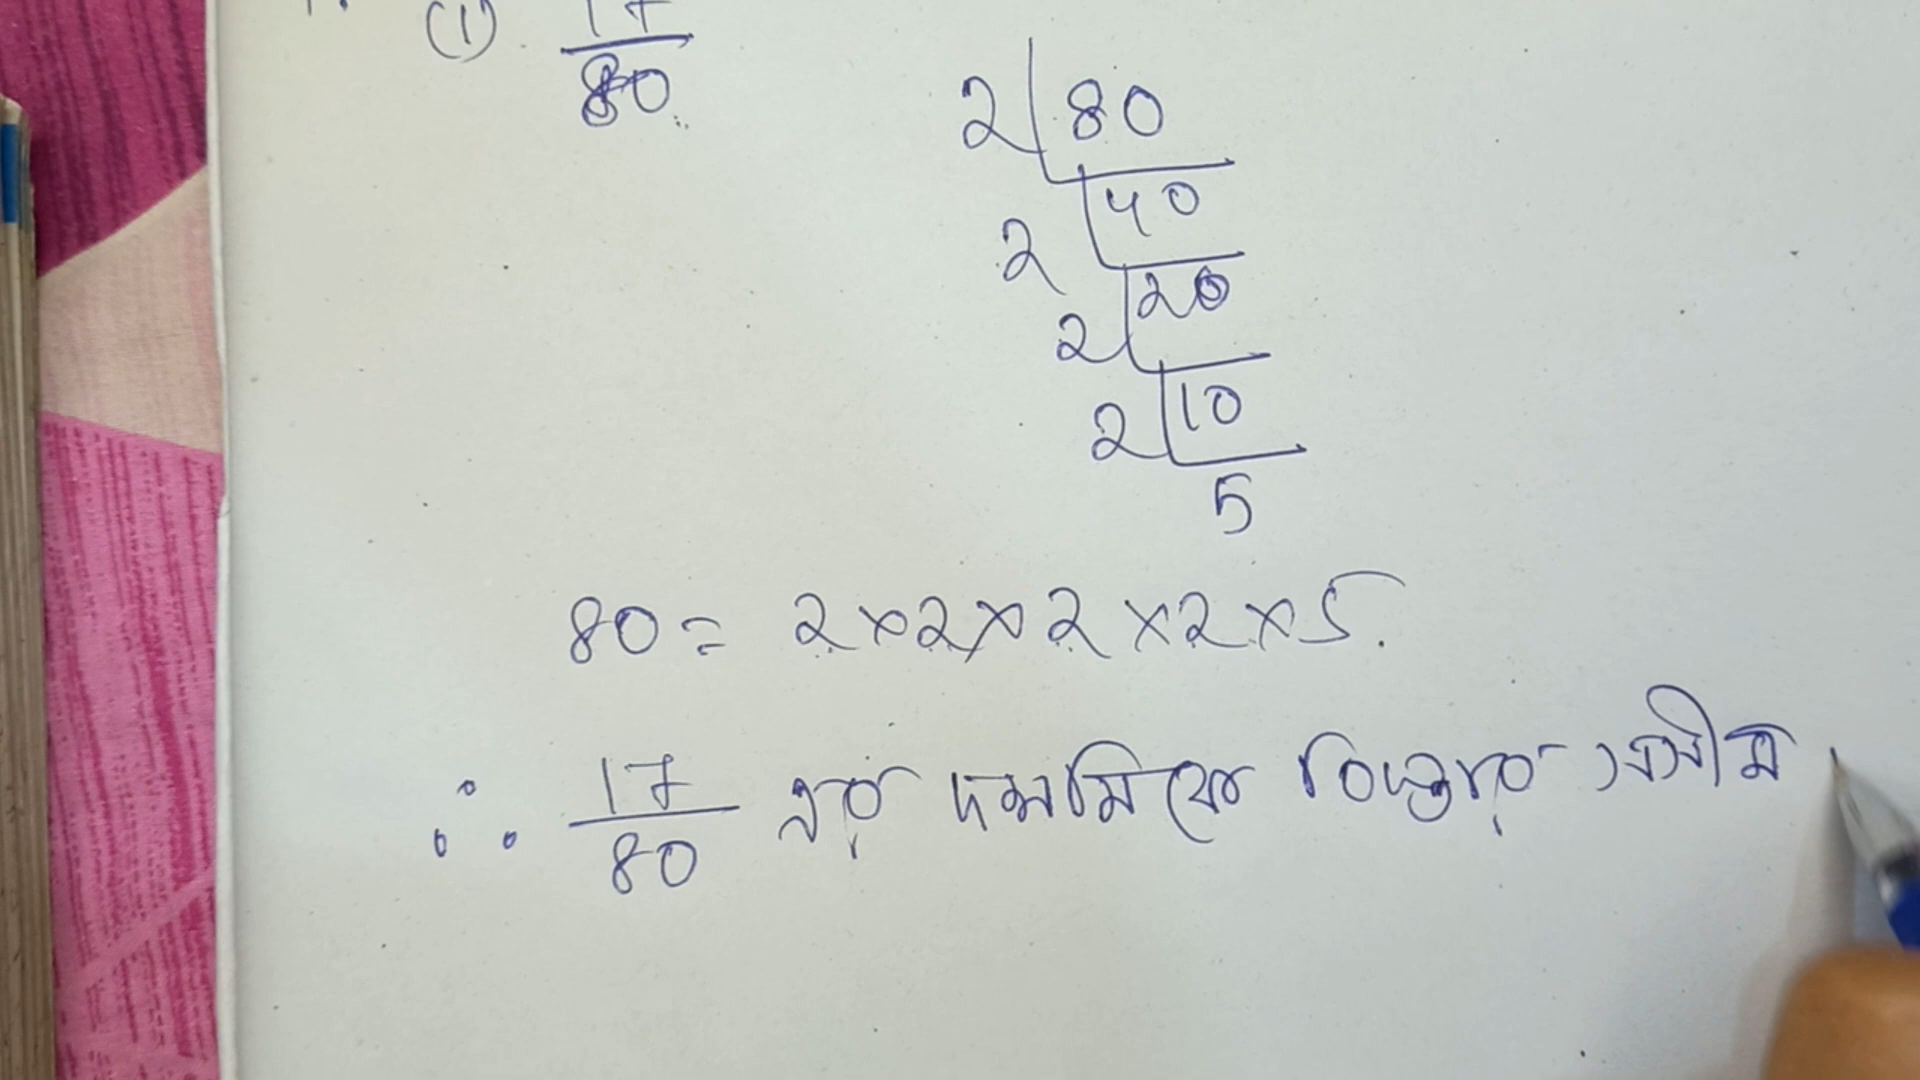 (1) 17/80
2 | 80
2 | 40
2 | 20
2 | 10
5
80 = 2×2×2×2×5.
∴ 17/80 এর দশমিকে বিস্তার সসীম